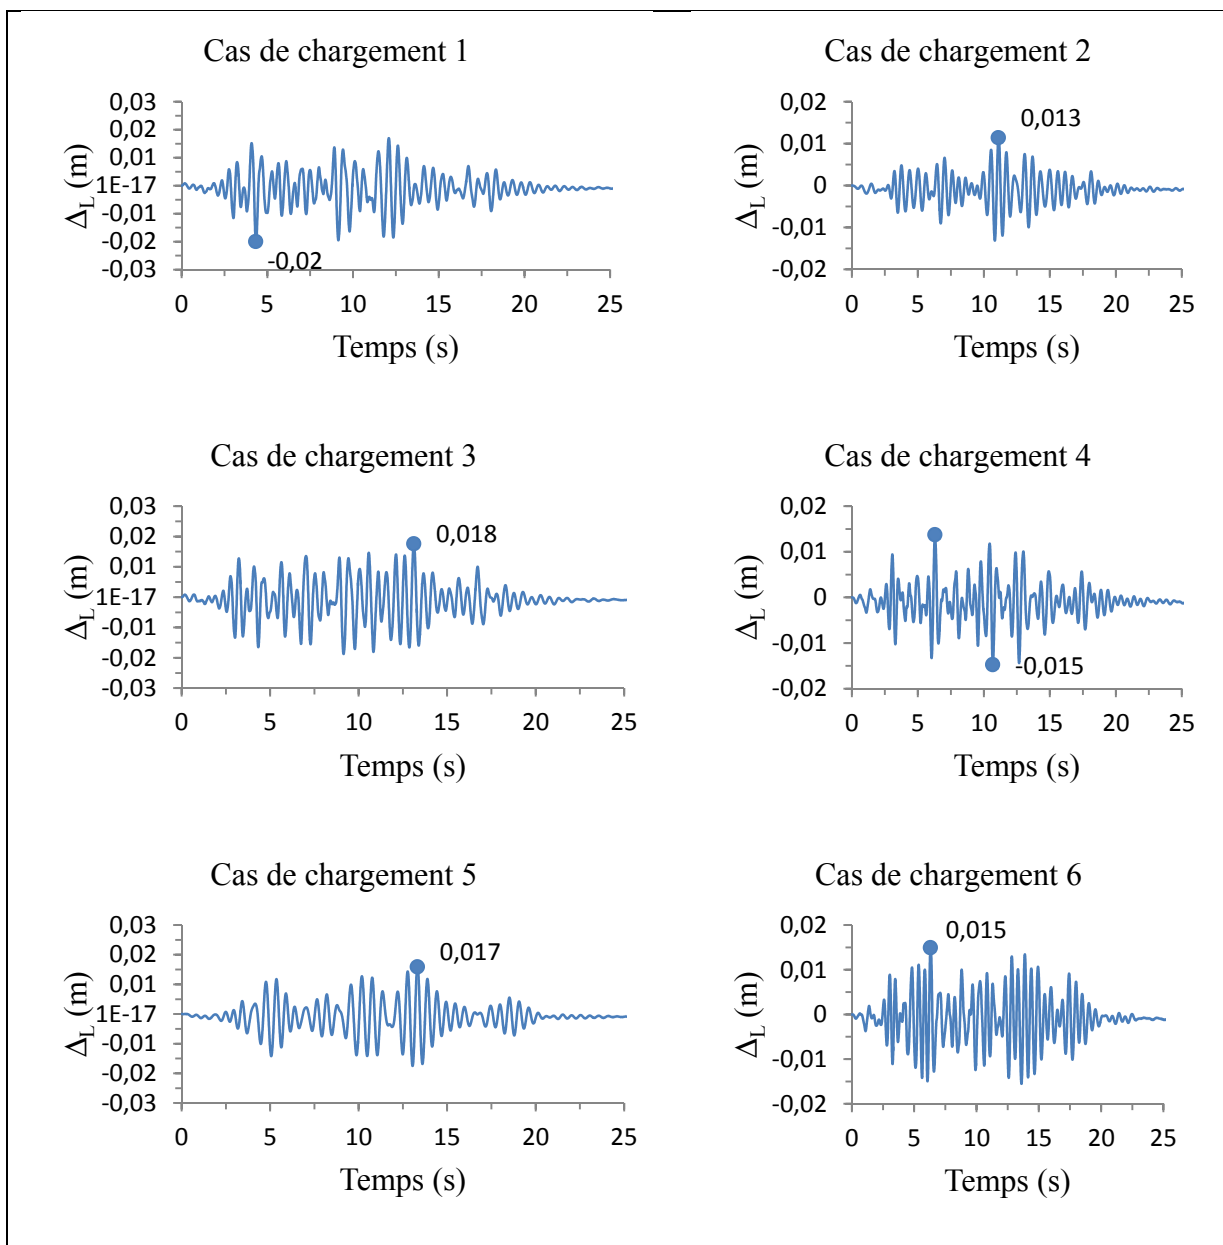 Cas de chargement 1
0,03
0,02
0,01
1E-17
-0,01
-0,02
-0,03
ΔL (m)
-0,02
0 5 10 15 20 25
Temps (s)
Cas de chargement 2
0,02
0,01
0
-0,01
-0,02
ΔL (m)
0,013
0 5 10 15 20 25
Temps (s)
Cas de chargement 3
0,03
0,02
0,01
1E-17
-0,01
-0,02
-0,03
ΔL (m)
0,018
0 5 10 15 20 25
Temps (s)
Cas de chargement 4
0,02
0,01
0
-0,01
-0,02
ΔL (m)
-0,015
0 5 10 15 20 25
Temps (s)
Cas de chargement 5
0,03
0,02
0,01
1E-17
-0,01
-0,02
-0,03
ΔL (m)
0,017
0 5 10 15 20 25
Temps (s)
Cas de chargement 6
0,02
0,01
0
-0,01
-0,02
ΔL (m)
0,015
0 5 10 15 20 25
Temps (s)